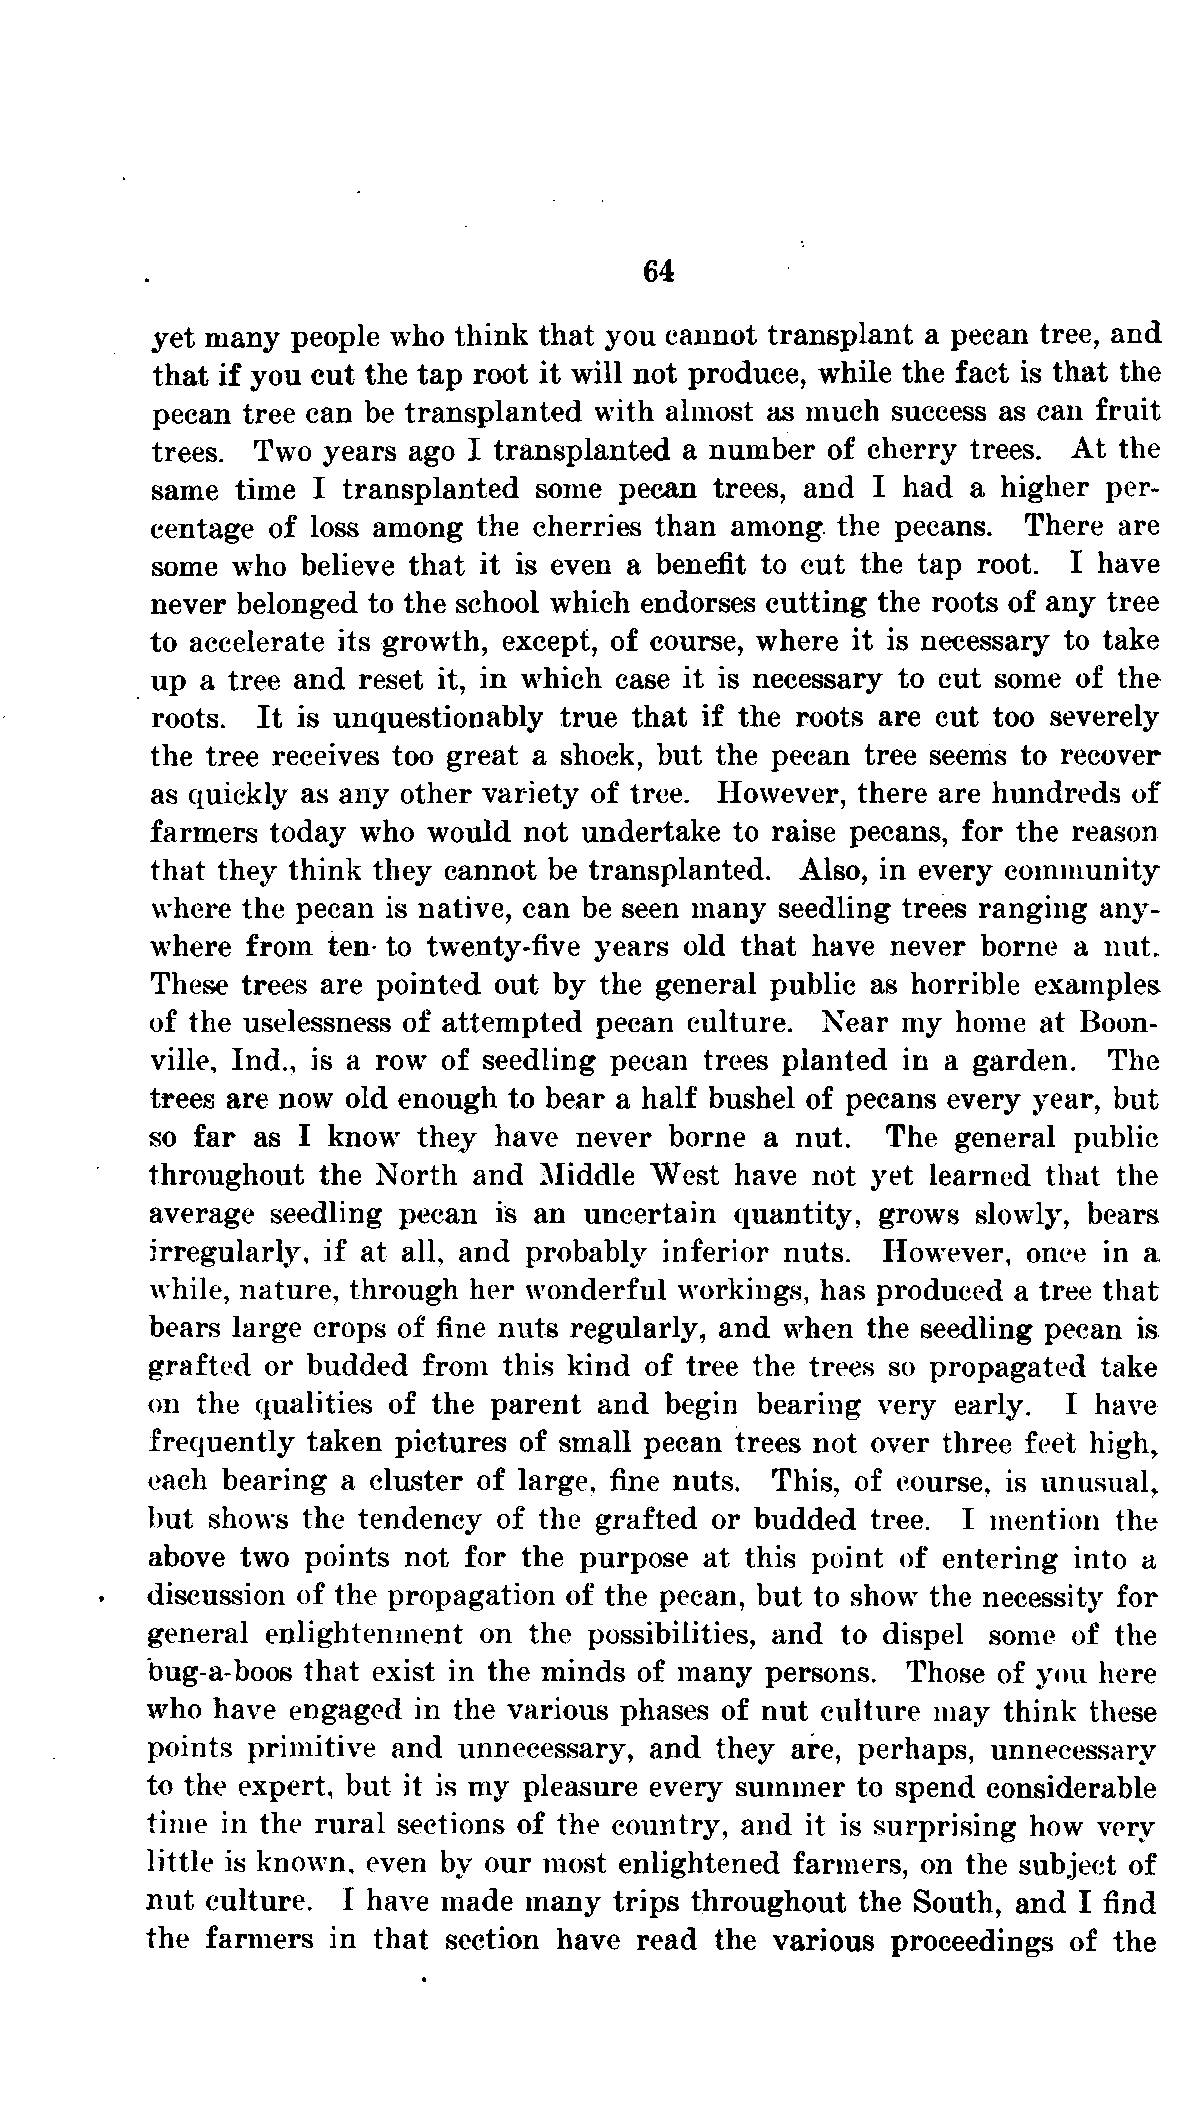 64
yet many people who think that you cannot transplant a pecan tree, and
that if you cut the tap root it will not produce, while the fact is that the
pecan tree can be transplanted with almost as much success as can fruit
trees. Two years ago I transplanted a number of cherry trees. At the
same time I transplanted some pecan trees, and I had a higher per-
centage of loss among the cherries than among the pecans. There are
some who believe that it is even a benefit to cut the tap root. I have
never belonged to the school which endorses cutting the roots of any tree
to accelerate its growth, except, of course, where it is necessary to take
up a tree and reset it, in which case it is necessary to cut some of the
roots. It is unquestionably true that if the roots are cut too severely
the tree receives too great a shock, but the pecan tree seems to recover
as quickly as any other variety of tree. However, there are hundreds of
farmers today who would not undertake to raise pecans, for the reason
that they think they cannot be transplanted. Also, in every community
where the pecan is native, can be seen many seedling trees ranging any-
where from ten to twenty-five years old that have never borne a nut.
These trees are pointed out by the general public as horrible examples
of the uselessness of attempted pecan culture. Near my home at Boon-
ville, Ind., is a row of seedling pecan trees planted in a garden. The
trees are now old enough to bear a half bushel of pecans every year, but
so far as I know they have never borne a nut. The general public
throughout the North and Middle West have not yet learned that the
average seedling pecan is an uncertain quantity, grows slowly, bears
irregularly, if at all, and probably inferior nuts. However, once in a
while, nature, through her wonderful workings, has produced a tree that
bears large crops of fine nuts regularly, and when the seedling pecan is
grafted or budded from this kind of tree the trees so propagated take
on the qualities of the parent and begin bearing very early. I have
frequently taken pictures of small pecan trees not over three feet high,
each bearing a cluster of large, fine nuts. This, of course, is unusual,
but shows the tendency of the grafted or budded tree. I mention the
above two points not for the purpose at this point of entering into a
discussion of the propagation of the pecan, but to show the necessity for
general enlightenment on the possibilities, and to dispel some of the
bug-a-boos that exist in the minds of many persons. Those of you here
who have engaged in the various phases of nut culture may think these
points primitive and unnecessary, and they are, perhaps, unnecessary
to the expert, but it is my pleasure every summer to spend considerable
time in the rural sections of the country, and it is surprising how very
little is known, even by our most enlightened farmers, on the subject of
nut culture. I have made many trips throughout the South, and I find
the farmers in that section have read the various proceedings of the